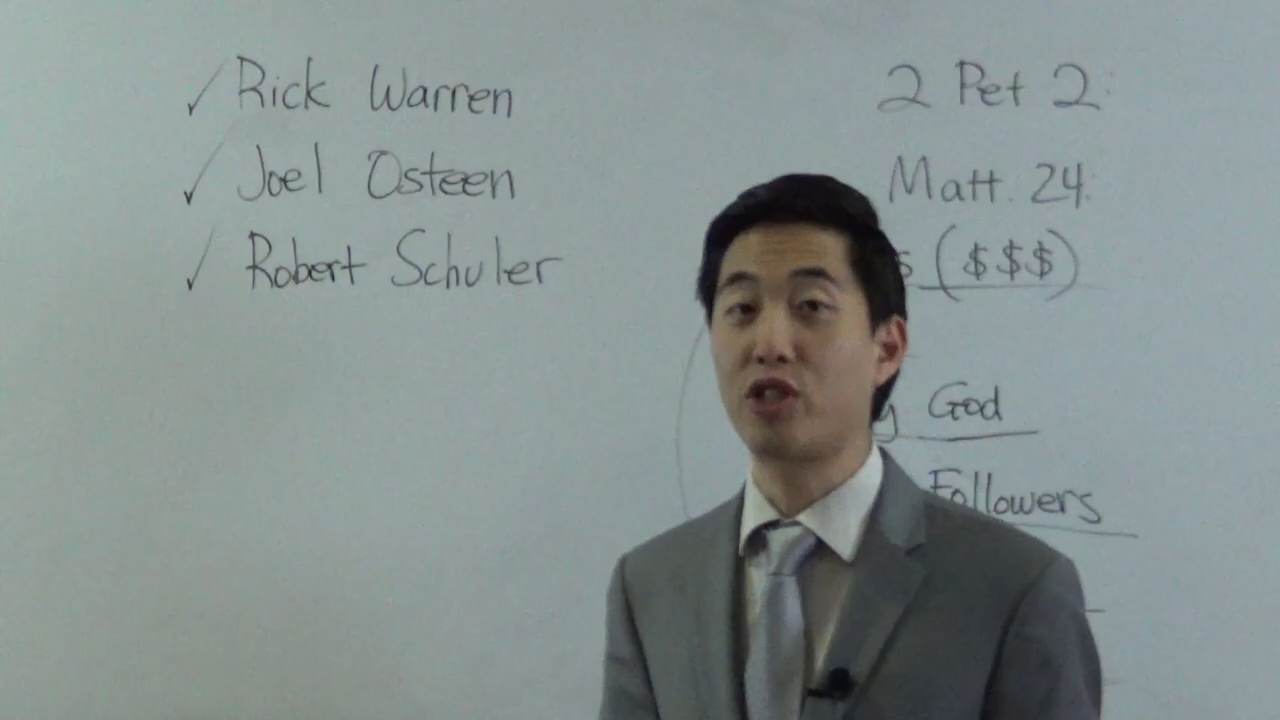 ✓ Rick Warren
✓ Joel Osteen
✓ Robert Schuler
2 Pet 2:
Matt. 24:
s ($$$)
y God
Followers